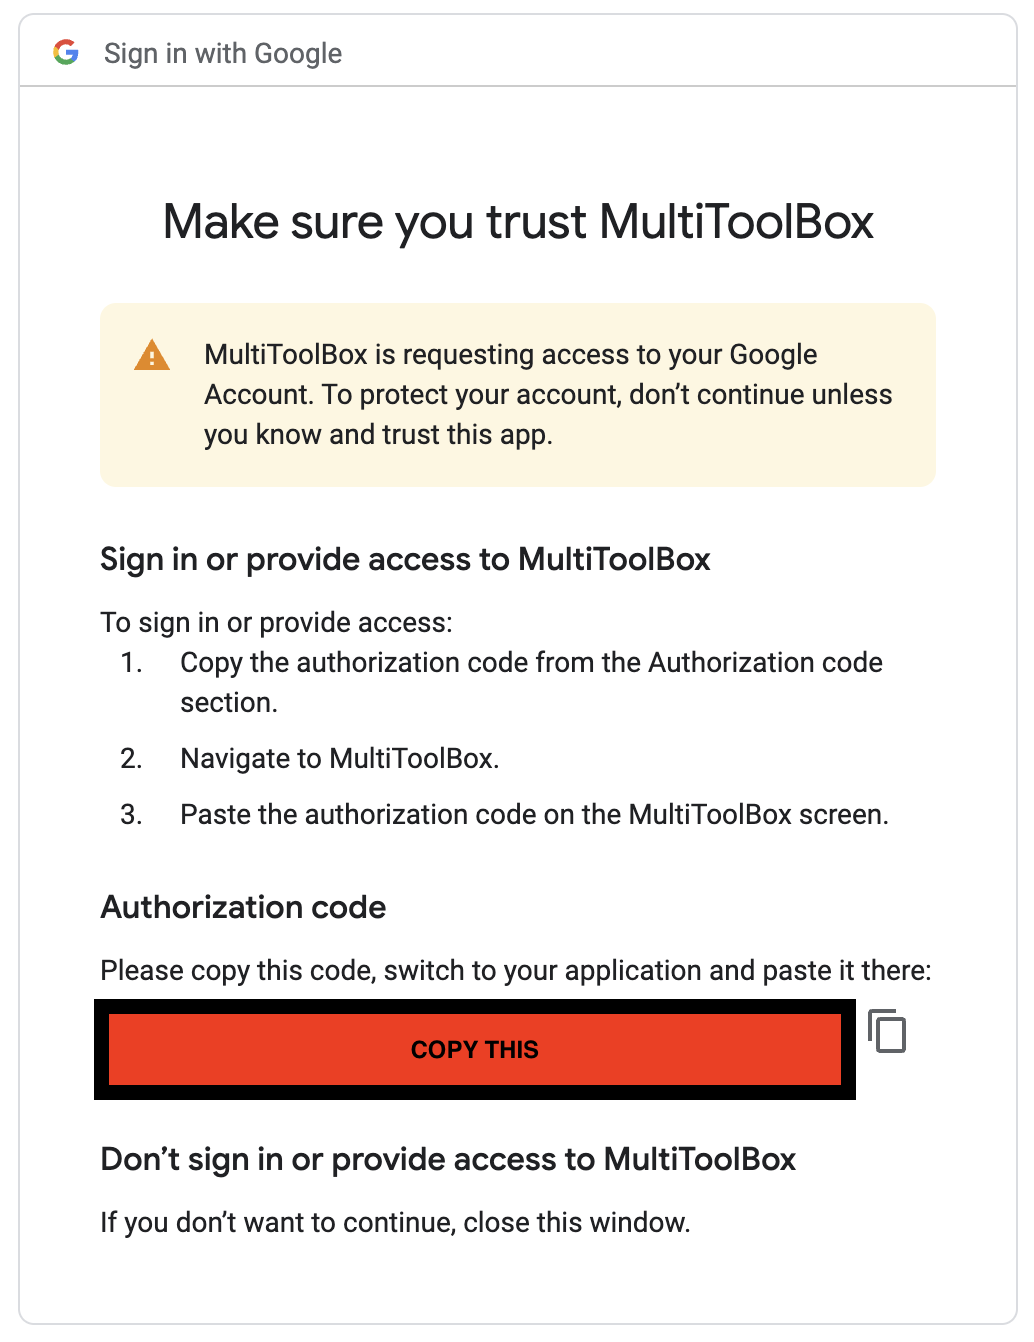 Sign in with Google
Make sure you trust MultiToolBox
MultiToolBox is requesting access to your Google
Account. To protect your account, don’t continue unless
you know and trust this app.
Sign in or provide access to MultiToolBox
To sign in or provide access:
1. Copy the authorization code from the Authorization code
section.
2. Navigate to MultiToolBox.
3. Paste the authorization code on the MultiToolBox screen.
Authorization code
Please copy this code, switch to your application and paste it there:
COPY THIS
Don’t sign in or provide access to MultiToolBox
If you don’t want to continue, close this window.